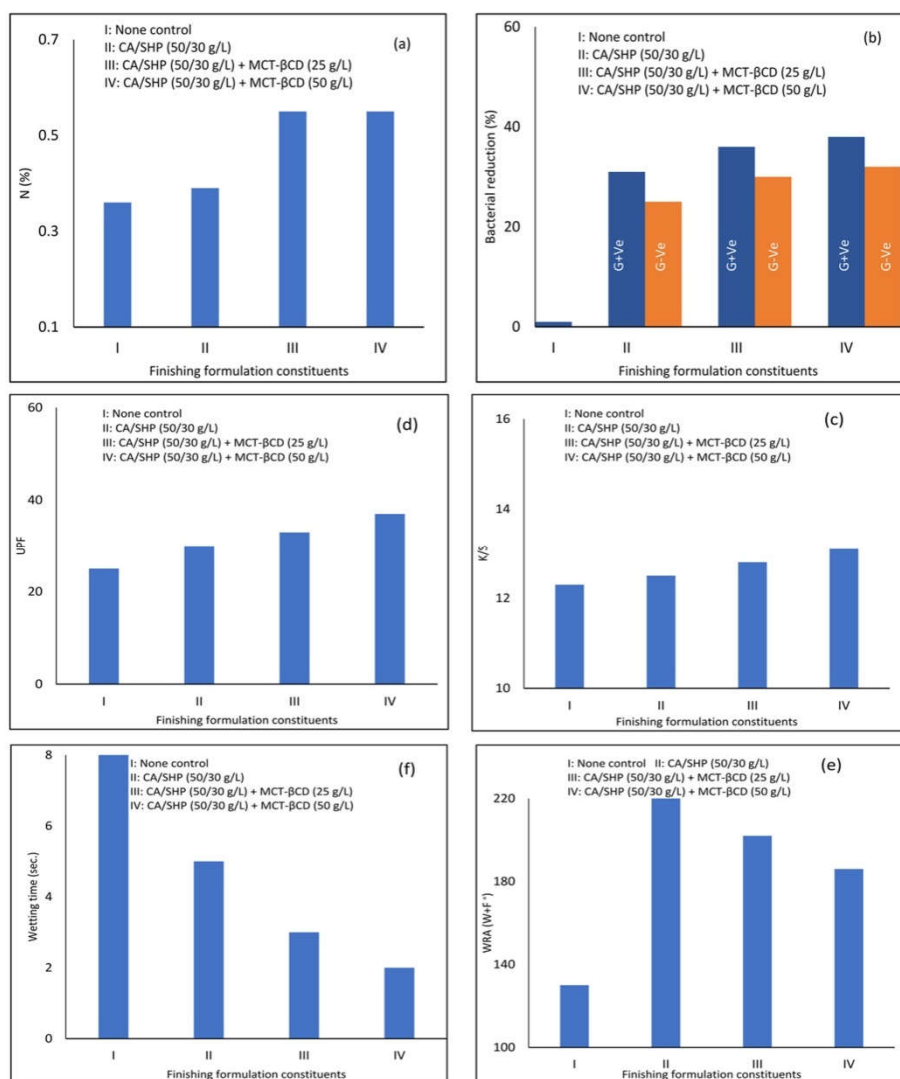 (a)
I: None control
II: CA/SHP (50/30 g/L)
III: CA/SHP (50/30 g/L) + MCT-βCD (25 g/L)
IV: CA/SHP (50/30 g/L) + MCT-βCD (50 g/L)
N (%)
0.7
0.5
0.3
0.1
I II III IV
Finishing formulation constituents
(b)
I: None control
II: CA/SHP (50/30 g/L)
III: CA/SHP (50/30 g/L) + MCT-βCD (25 g/L)
IV: CA/SHP (50/30 g/L) + MCT-βCD (50 g/L)
Bacterial reduction (%)
60
40
20
0
G+Ve G-Ve G+Ve G-Ve G+Ve G-Ve
I II III IV
Finishing formulation constituents
(d)
I: None control
II: CA/SHP (50/30 g/L)
III: CA/SHP (50/30 g/L) + MCT-βCD (25 g/L)
IV: CA/SHP (50/30 g/L) + MCT-βCD (50 g/L)
UPF
60
40
20
0
I II III IV
Finishing formulation constituents
(c)
I: None control
II: CA/SHP (50/30 g/L)
III: CA/SHP (50/30 g/L) + MCT-βCD (25 g/L)
IV: CA/SHP (50/30 g/L) + MCT-βCD (50 g/L)
K/S
16
14
12
10
I II III IV
Finishing formulation constituents
(f)
I: None control
II: CA/SHP (50/30 g/L)
III: CA/SHP (50/30 g/L) + MCT-βCD (25 g/L)
IV: CA/SHP (50/30 g/L) + MCT-βCD (50 g/L)
Wetting time (sec.)
8
6
4
2
0
I II III IV
Finishing formulation constituents
(e)
I: None control II: CA/SHP (50/30 g/L)
III: CA/SHP (50/30 g/L) + MCT-βCD (25 g/L)
IV: CA/SHP (50/30 g/L) + MCT-βCD (50 g/L)
WRA (W+F °)
220
180
140
100
I II III IV
Finishing formulation constituents